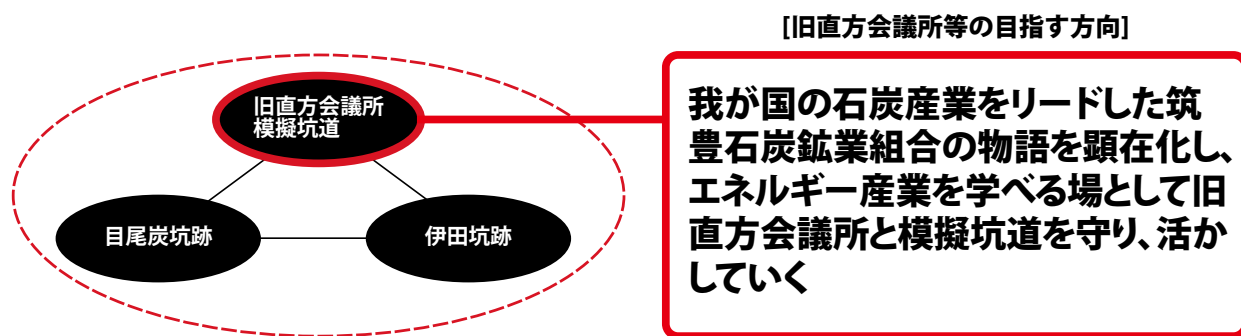 [旧直方会議所等の目指す方向]
旧直方会議所
模擬坑道
目尾炭坑跡
伊田坑跡
我が国の石炭産業をリードした筑
豊石炭鉱業組合の物語を顕在化し、
エネルギー産業を学べる場として旧
直方会議所と模擬坑道を守り、活か
していく